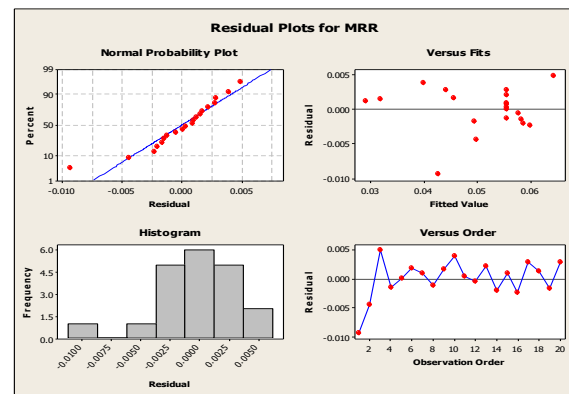 Residual Plots for MRR
Normal Probability Plot
99
90
50
10
1
Percent
-0.010 -0.005 0.000 0.005
Residual
Versus Fits
0.005
0.000
-0.005
-0.010
Residual
0.03 0.04 0.05 0.06
Fitted Value
Histogram
6.0
4.5
3.0
1.5
0.0
Frequency
-0.0100 -0.0075 -0.0050 -0.0025 0.0000 0.0025 0.0050
Residual
Versus Order
0.005
0.000
-0.005
-0.010
Residual
2 4 6 8 10 12 14 16 18 20
Observation Order